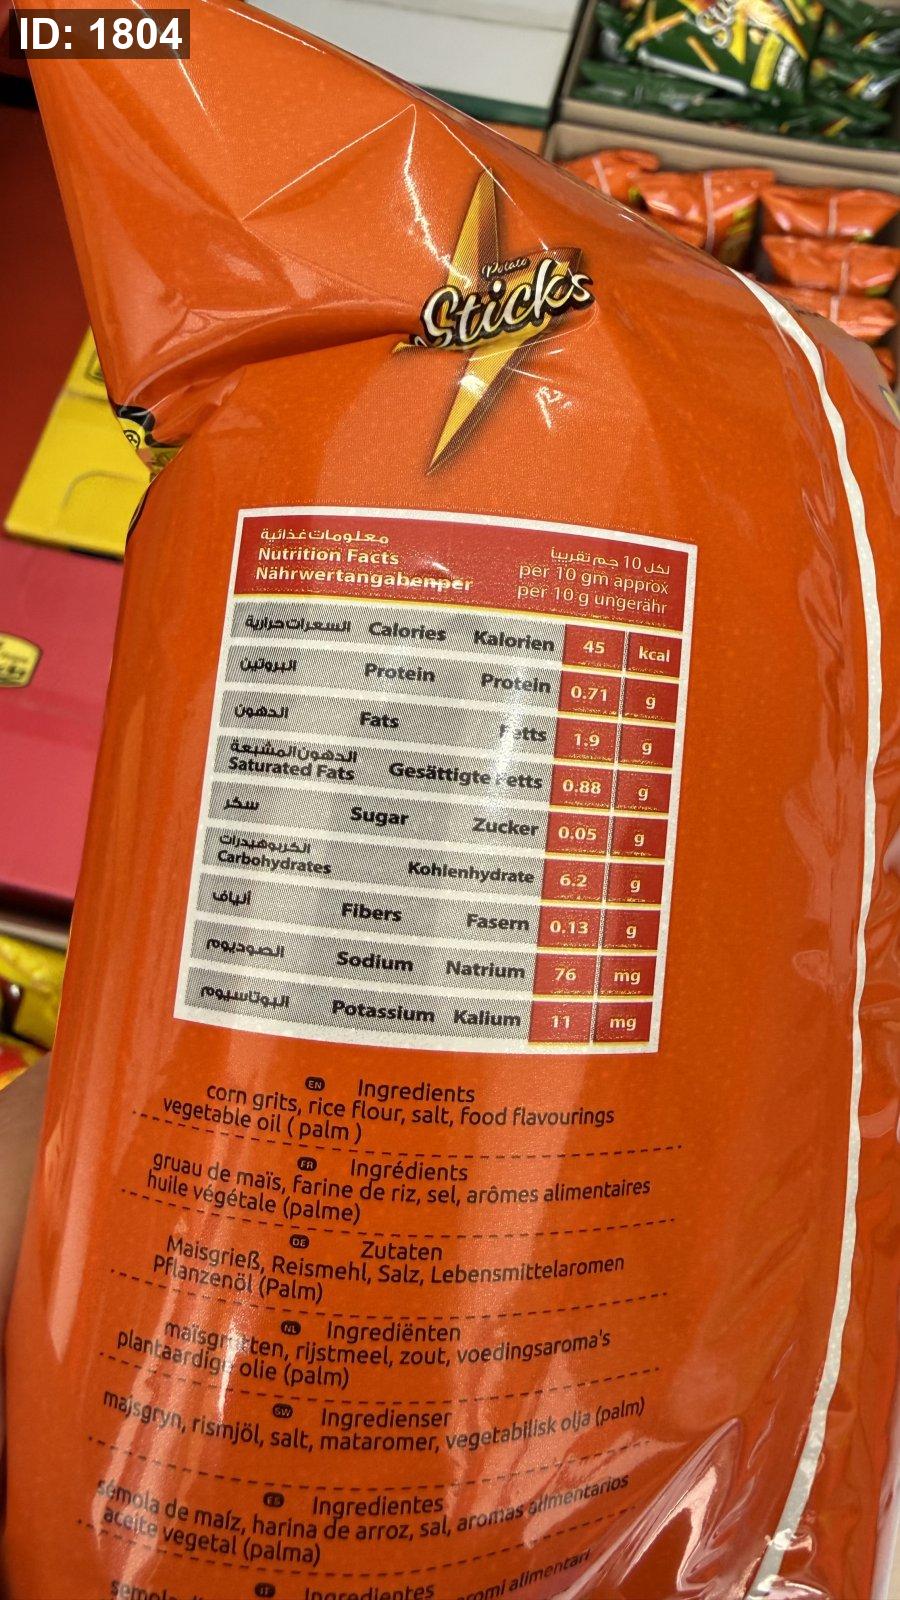 ID: 1804
Potato
Sticks
معلومات غذائية
Nutrition Facts
Nährwertangabenper
لكل 10 جم تقريباً
per 10 gm approx
per 10 g ungerähr
السعرات حرارية Calories Kalorien 45 kcal
البروتين Protein Protein 0.71 g
الدهون Fats Fetts 1.9 g
الدهون المشبعة
Saturated Fats Gesättigte Fetts 0.88 g
سكر Sugar Zucker 0.05 g
الكربوهيدرات
Carbohydrates Kohlenhydrate 6.2 g
ألياف Fibers Fasern 0.13 g
الصوديوم Sodium Natrium 76 mg
البوتاسيوم Potassium Kalium 11 mg
EN Ingredients
corn grits, rice flour, salt, food flavourings
vegetable oil ( palm )
FR Ingrédients
gruau de maïs, farine de riz, sel, arômes alimentaires
huile végétale (palme)
DE Zutaten
Maisgrieß, Reismehl, Salz, Lebensmittelaromen
Pflanzenöl (Palm)
NL Ingrediënten
maïsgrutten, rijstmeel, zout, voedingsaroma's
plantaardige olie (palm)
SW Ingredienser
majsgryn, rismjöl, salt, mataromer, vegetabilisk olja (palm)
ES Ingredientes
sémola de maíz, harina de arroz, sal, aromas alimentarios
aceite vegetal (palma)
IT Ingredientes
aromi alimentari